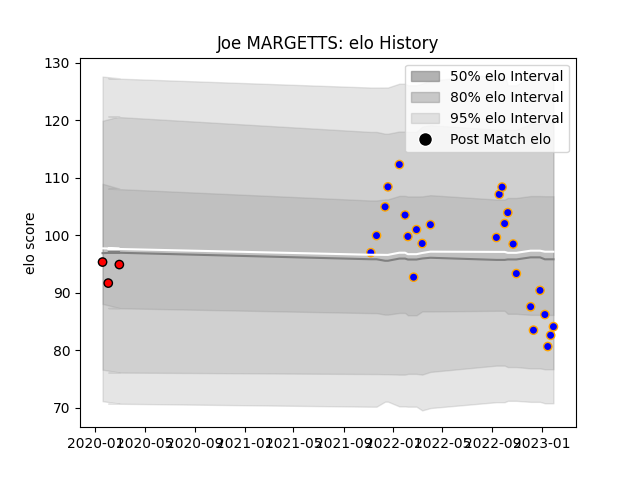 Joe MARGETTS: elo History
130
120
110
100
90
80
70
elo score
50% elo Interval
80% elo Interval
95% elo Interval
Post Match elo
2020-01 2020-05 2020-09 2021-01 2021-05 2021-09 2022-01 2022-05 2022-09 2023-01